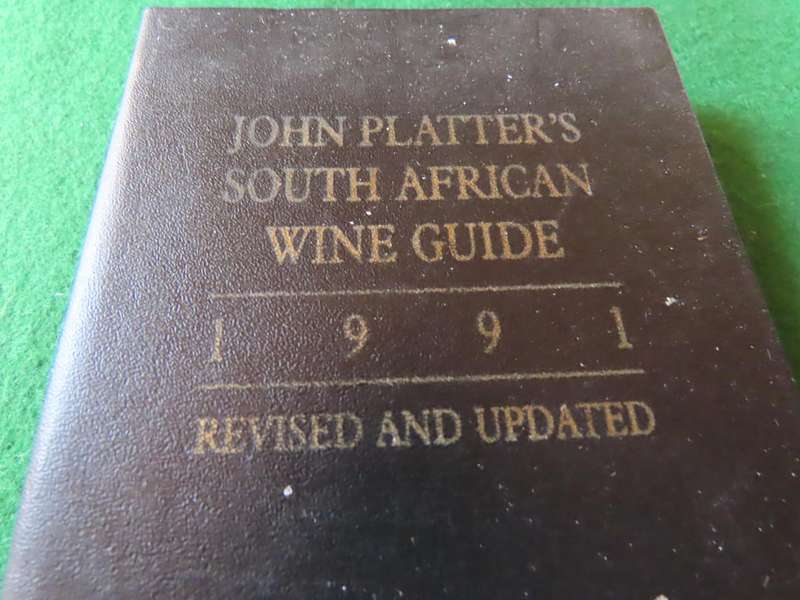 JOHN PLATTER'S
SOUTH AFRICAN
WINE GUIDE
1 9 9 1
REVISED AND UPDATED